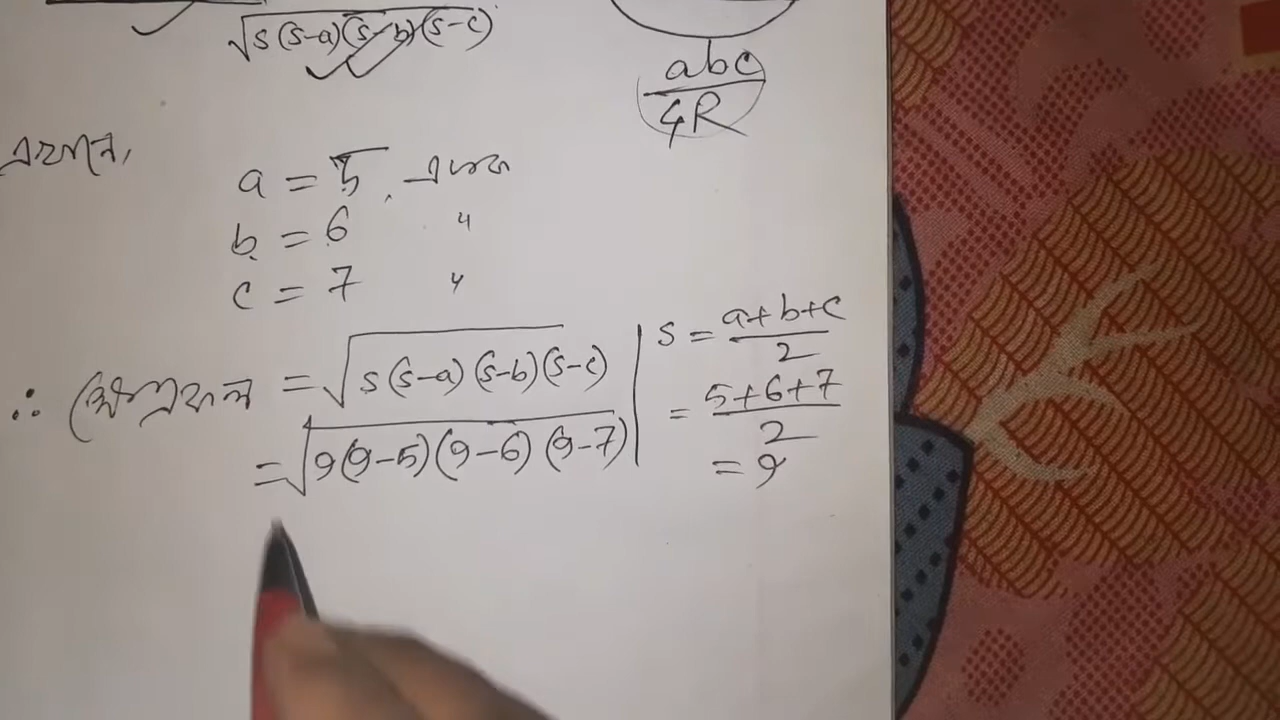 √s(s-a)(s-b)(s-c)
abc/4R
এখানে,
a = 5 একক
b = 6 "
c = 7 "
∴ ক্ষেত্রফল = √s(s-a)(s-b)(s-c)
= √9(9-5)(9-6)(9-7)
s = a+b+c/2
= 5+6+7/2
= 9